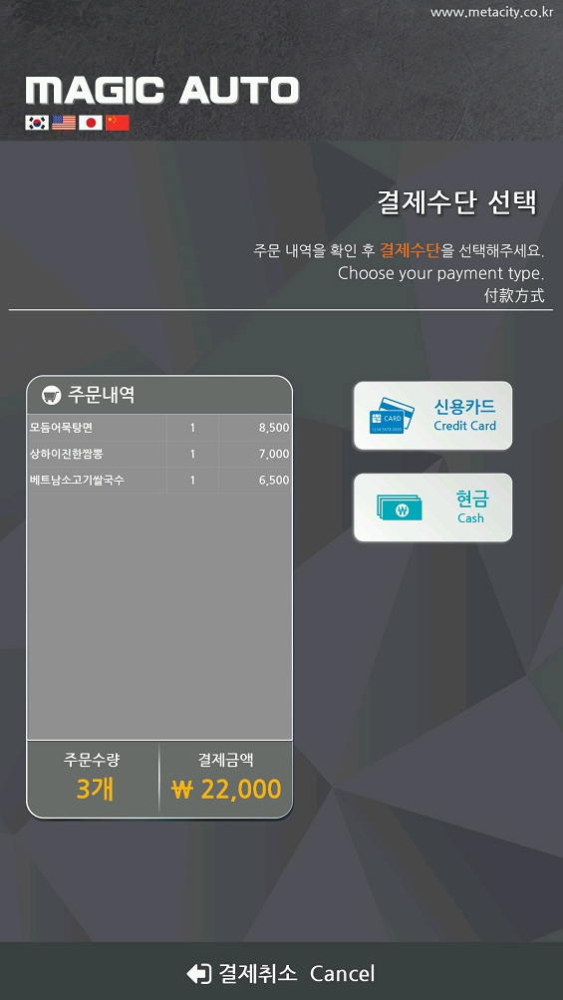 www.metacity.co.kr
MAGIC AUTO
결제수단 선택
주문 내역을 확인 후 결제수단을 선택해주세요.
Choose your payment type.
付款方式
주문내역
모듬어묵탕면 1 8,500
상하이진한짬뽕 1 7,000
베트남소고기쌀국수 1 6,500
주문수량 결제금액
3개 ₩ 22,000
CARD
신용카드
Credit Card
현금
Cash
결제취소 Cancel